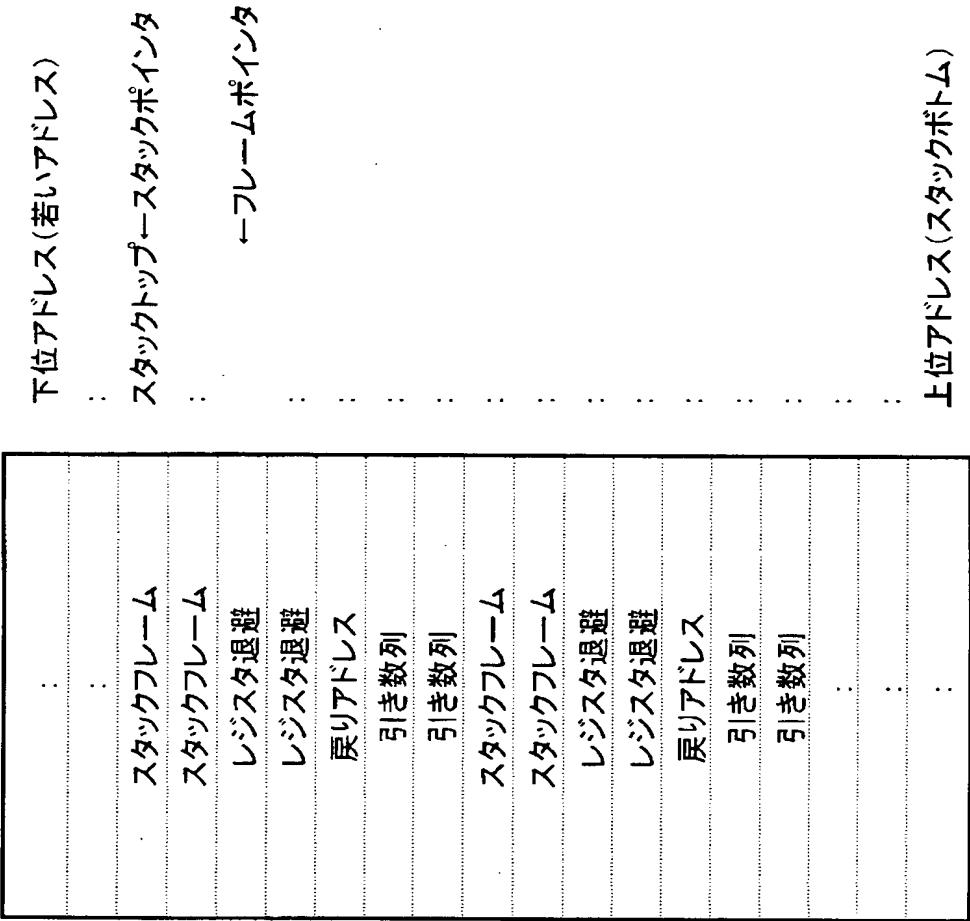 : 下位アドレス(若いアドレス)
: :
スタックフレーム スタックトップ←スタックポインタ
スタックフレーム :
レジスタ退避 ←フレームポインタ
レジスタ退避 :
戻りアドレス :
引き数列 :
引き数列 :
スタックフレーム :
スタックフレーム :
レジスタ退避 :
レジスタ退避 :
戻りアドレス :
引き数列 :
引き数列 :
: :
: :
: 上位アドレス(スタックボトム)